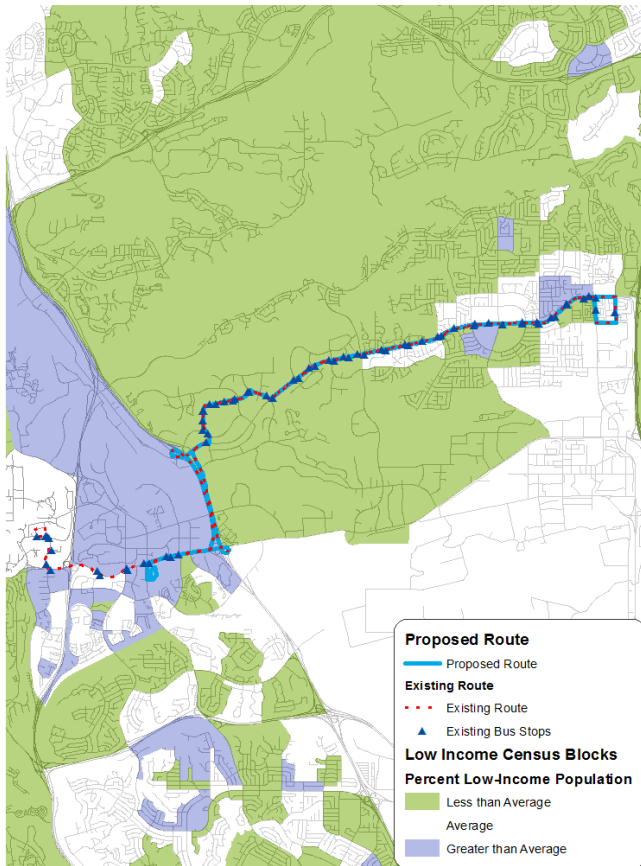 Proposed Route
Proposed Route
Existing Route
Existing Route
Existing Bus Stops
Low Income Census Blocks
Percent Low-Income Population
Less than Average
Average
Greater than Average